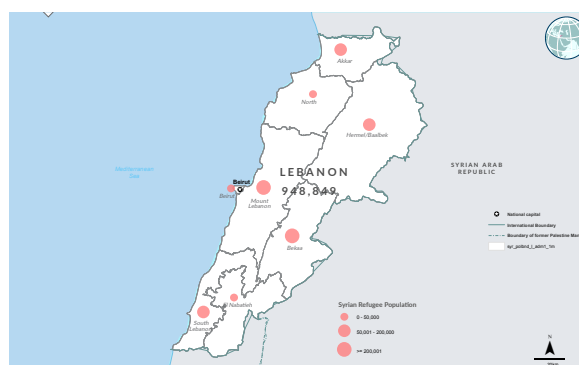 Akkar
North
Hermel/Baalbek
Mediterranean
Sea
LEBANON
948,849
SYRIAN ARAB
REPUBLIC
Beirut
Beirut
Mount
Lebanon
Bekaa
El Nabatieh
South
Lebanon
National capital
International Boundary
Boundary of former Palestine Man
syr_polbnd_l_adm1_1m
Syrian Refugee Population
0 - 50,000
50,001 - 200,000
>= 200,001
N